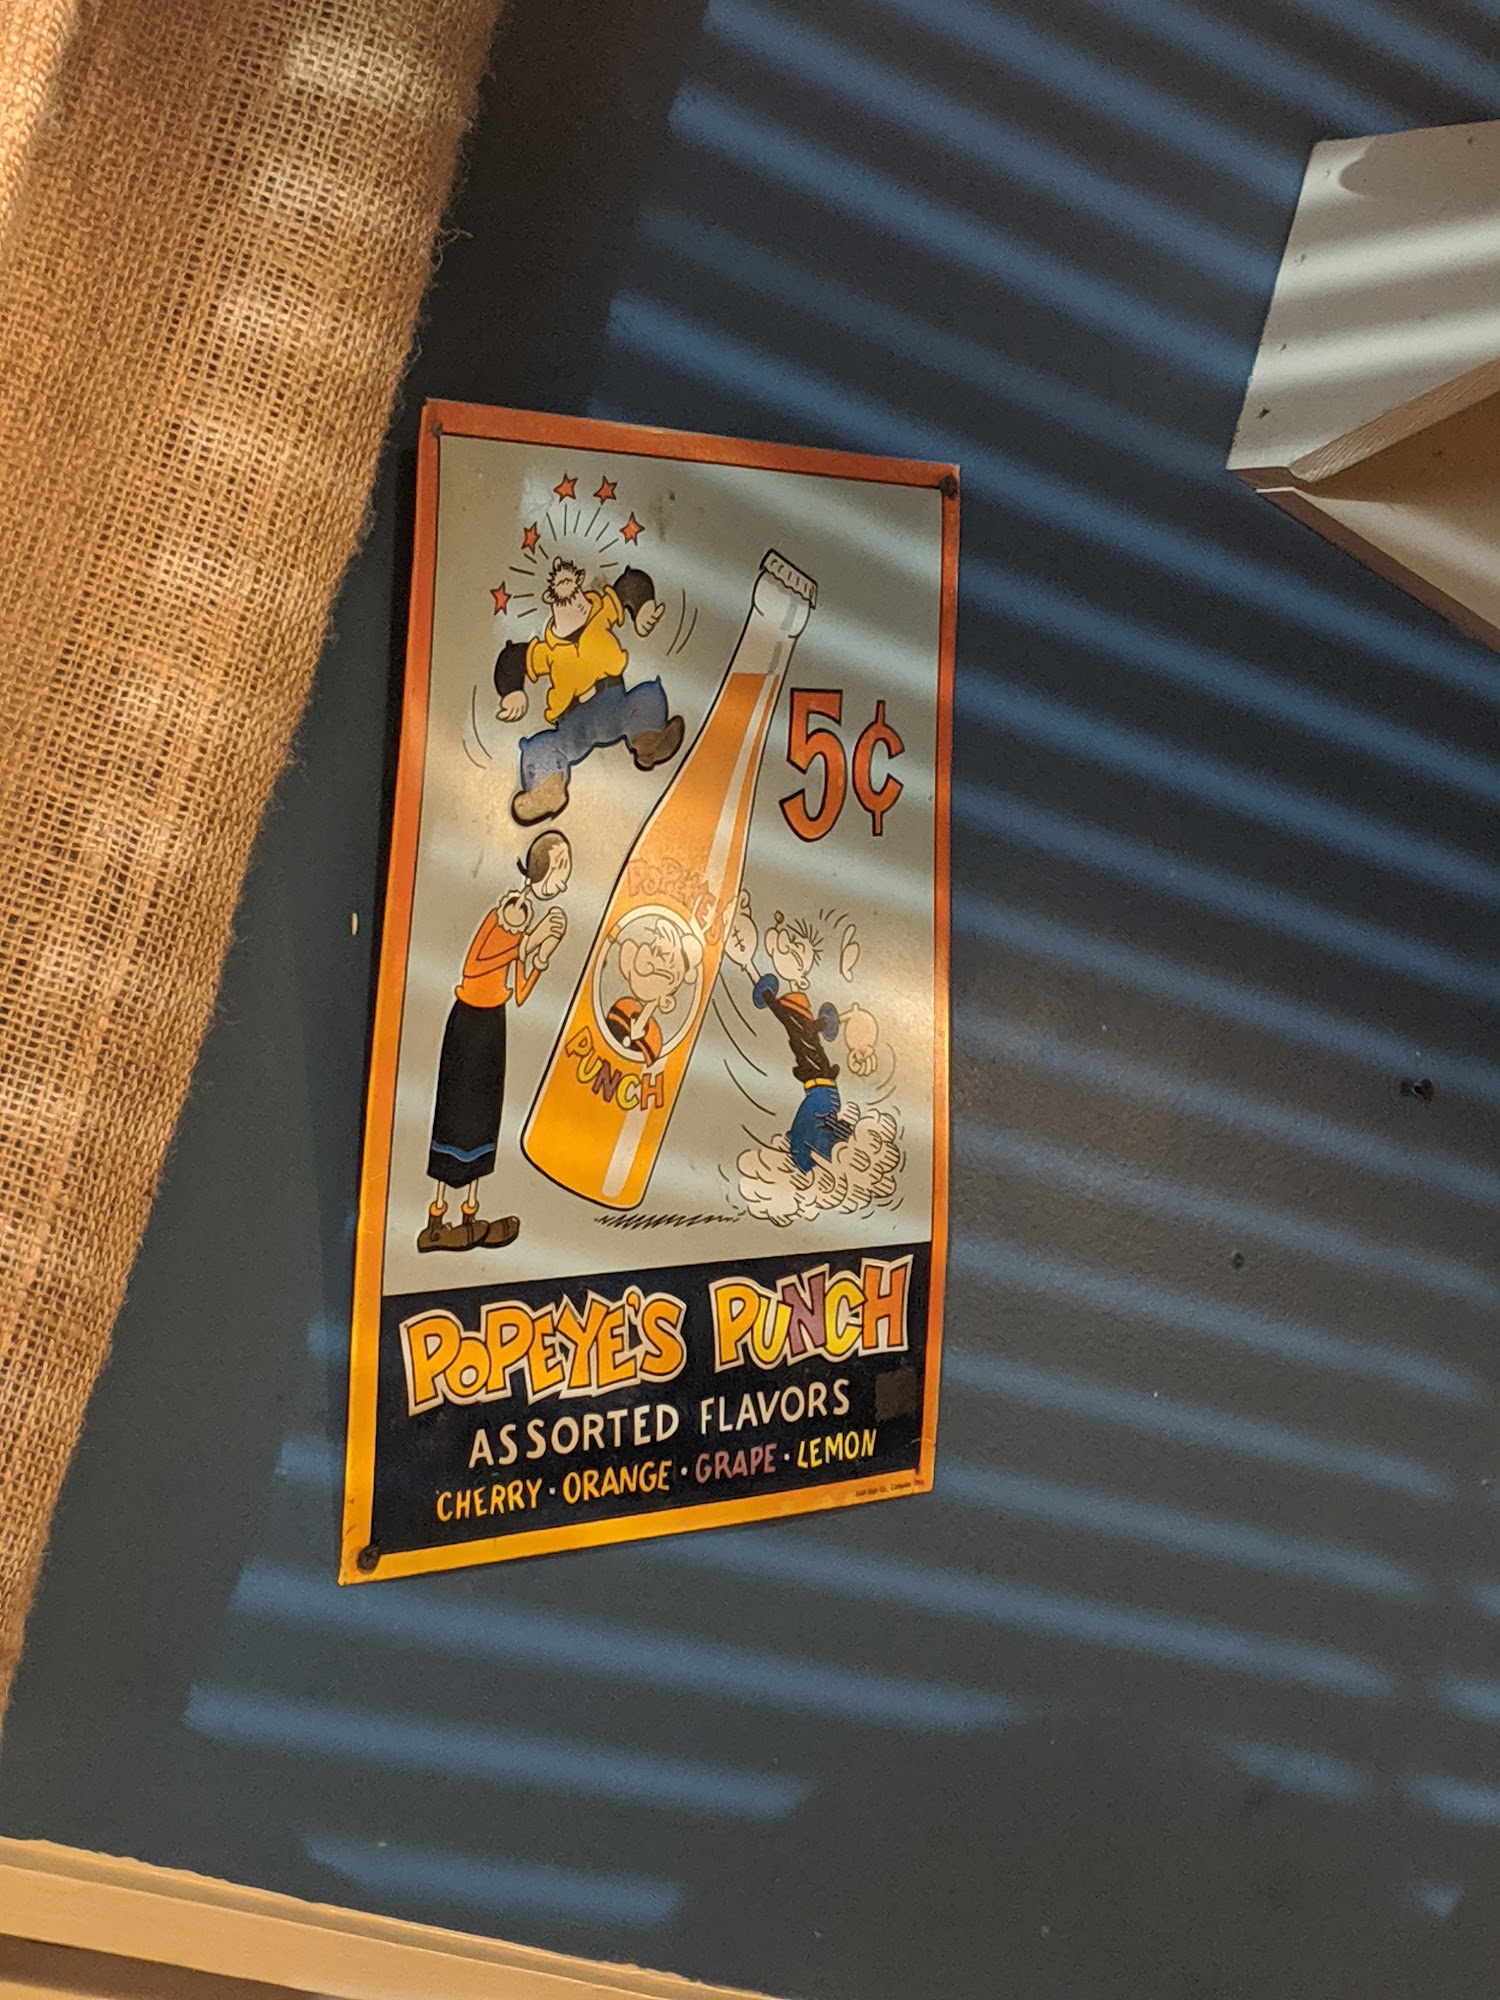 5¢
POPEYE'S
PUNCH
POPEYE'S PUNCH
ASSORTED FLAVORS
CHERRY · ORANGE · GRAPE · LEMON